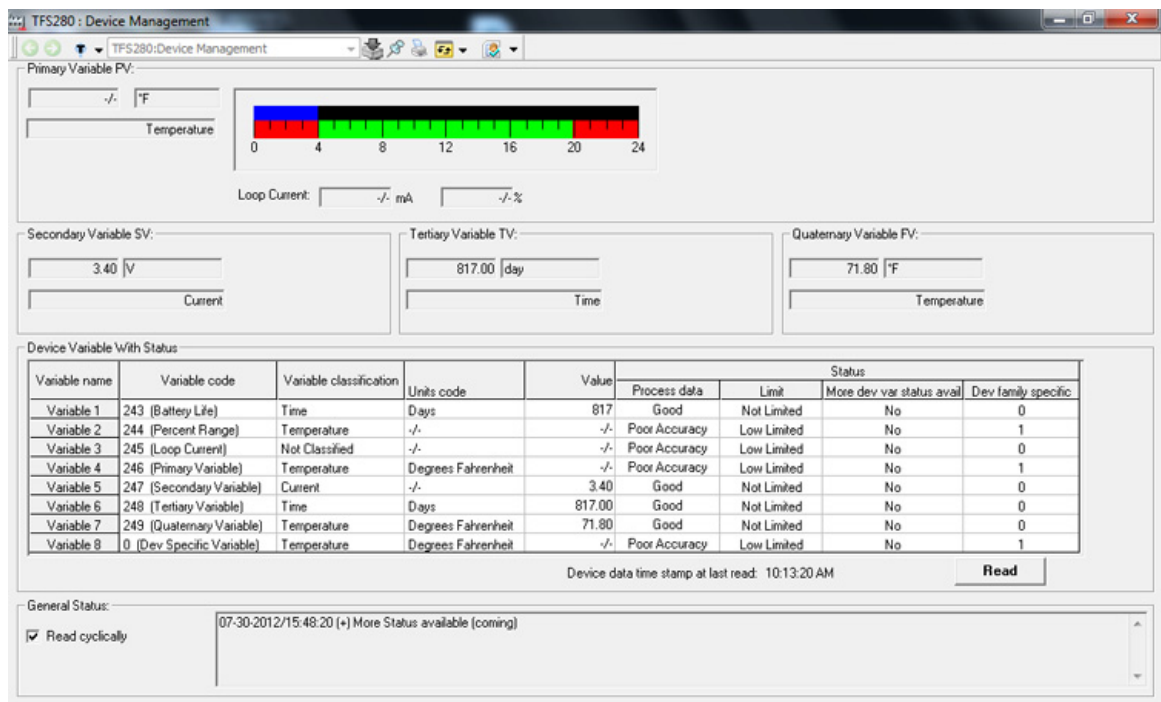 TFS280 : Device Management
TFS280:Device Management
Primary Variable PV:
-/- °F
Temperature
0 4 8 12 16 20 24
Loop Current: -/- mA -/- %
Secondary Variable SV: Tertiary Variable TV: Quaternary Variable FV:
3.40 V 817.00 day 71.80 °F
Current Time Temperature
Device Variable With Status
Variable name Variable code Variable classification Units code Value Status
Process data Limit More dev var status avail Dev family specific
Variable 1 243 (Battery Life) Time Days 817 Good Not Limited No 0
Variable 2 244 (Percent Range) Temperature -/- -/- Poor Accuracy Low Limited No 1
Variable 3 245 (Loop Current) Not Classified -/- -/- Poor Accuracy Low Limited No 0
Variable 4 246 (Primary Variable) Temperature Degrees Fahrenheit -/- Poor Accuracy Low Limited No 1
Variable 5 247 (Secondary Variable) Current -/- 3.40 Good Not Limited No 0
Variable 6 248 (Tertiary Variable) Time Days 817.00 Good Not Limited No 0
Variable 7 249 (Quaternary Variable) Temperature Degrees Fahrenheit 71.80 Good Not Limited No 0
Variable 8 0 (Dev Specific Variable) Temperature Degrees Fahrenheit -/- Poor Accuracy Low Limited No 1
Device data time stamp at last read: 10:13:20 AM Read
General Status:
07-30-2012/15:48:20 (+) More Status available (coming)
Read cyclically